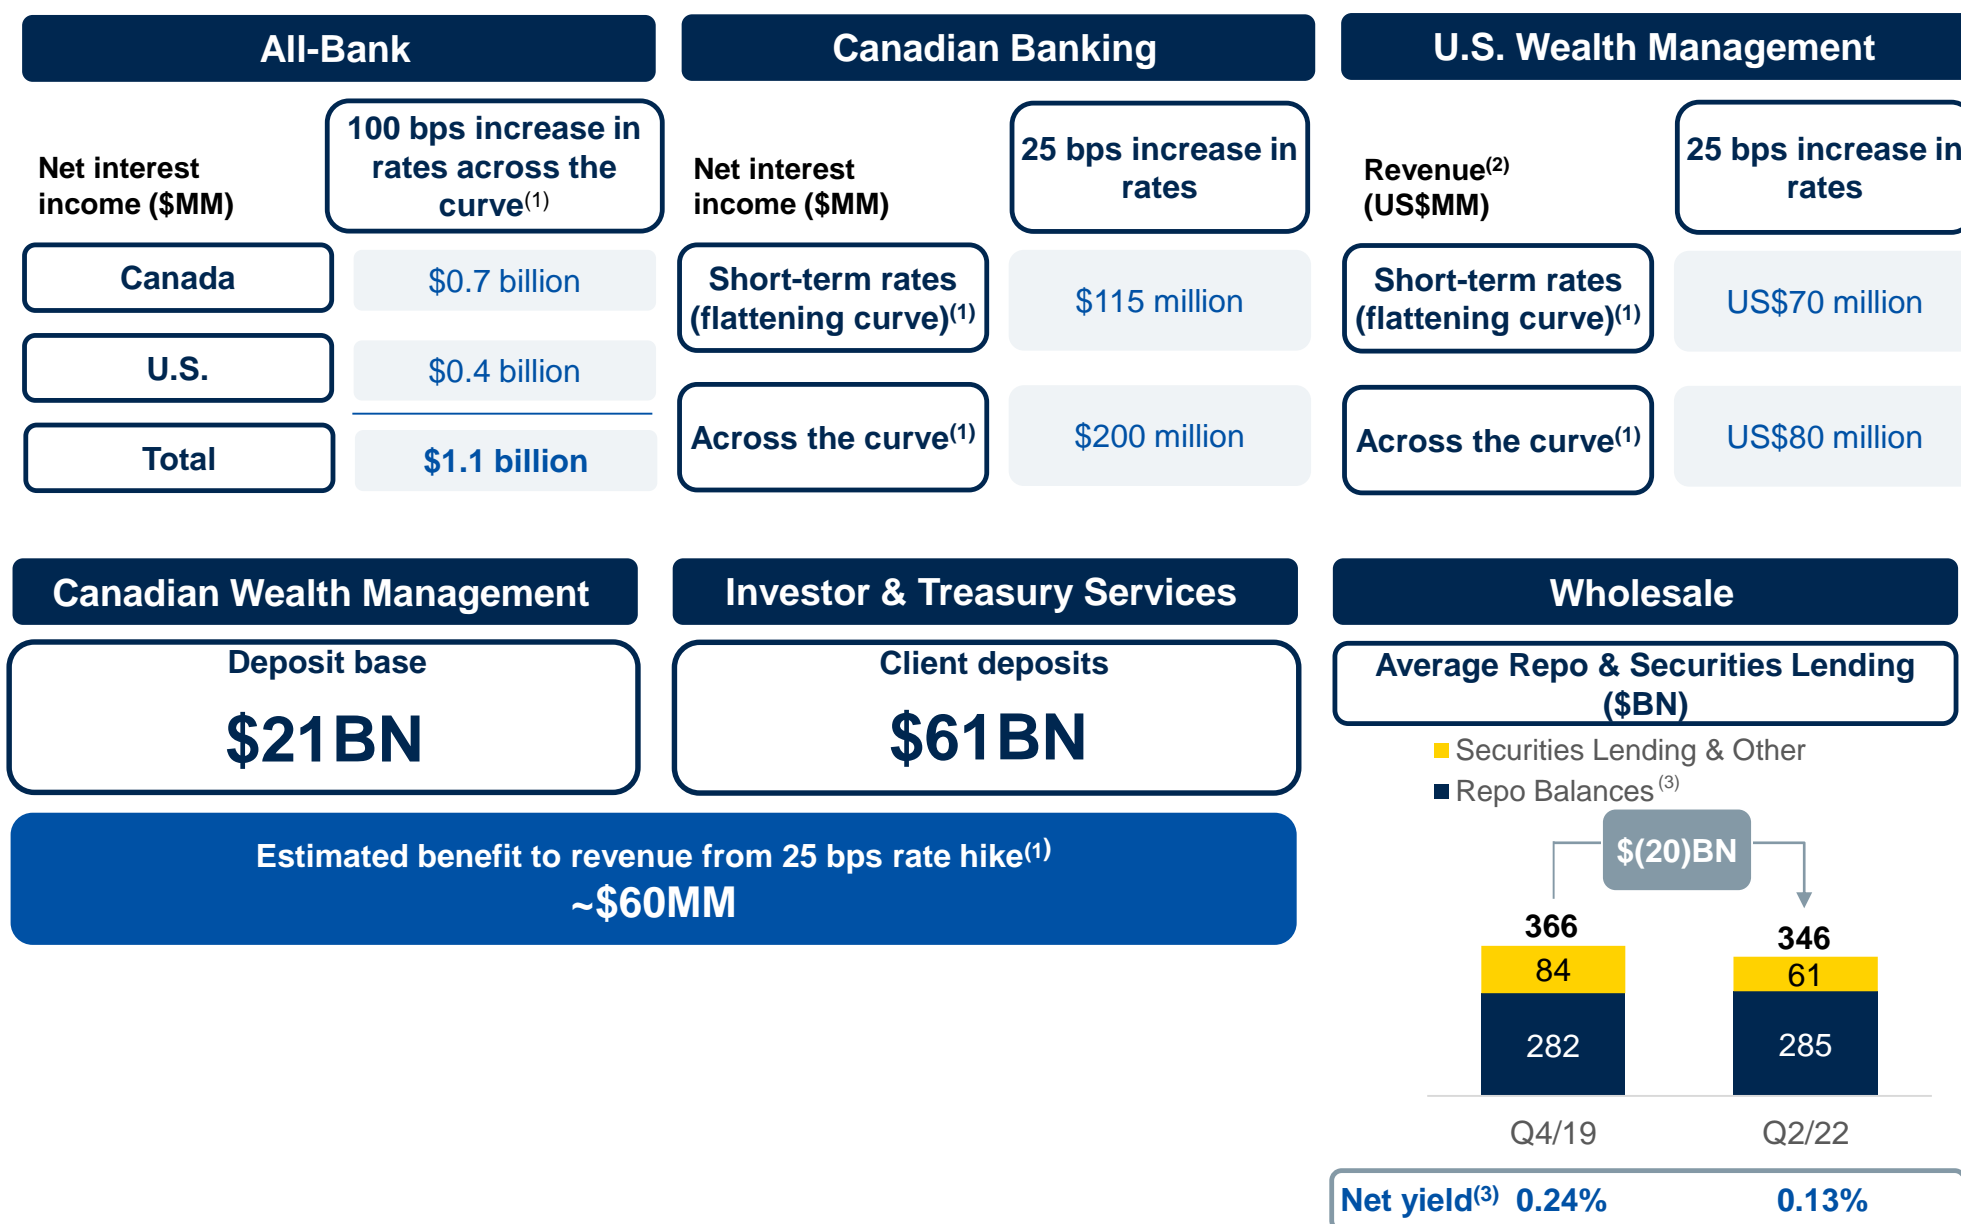 All-Bank
Net interest
income ($MM)
100 bps increase in
rates across the
curve(1)
Canada
$0.7 billion
U.S.
$0.4 billion
Total
$1.1 billion
Canadian Banking
Net interest
income ($MM)
25 bps increase in
rates
Short-term rates
(flattening curve)(1)
$115 million
Across the curve(1)
$200 million
U.S. Wealth Management
Revenue(2)
(US$MM)
25 bps increase in
rates
Short-term rates
(flattening curve)(1)
US$70 million
Across the curve(1)
US$80 million
Canadian Wealth Management
Deposit base
$21BN
Investor & Treasury Services
Client deposits
$61BN
Estimated benefit to revenue from 25 bps rate hike(1)
~$60MM
Wholesale
Average Repo & Securities Lending
($BN)
Securities Lending & Other
Repo Balances (3)
$(20)BN
366
346
84
61
282
285
Q4/19
Q2/22
Net yield(3) 0.24% 0.13%